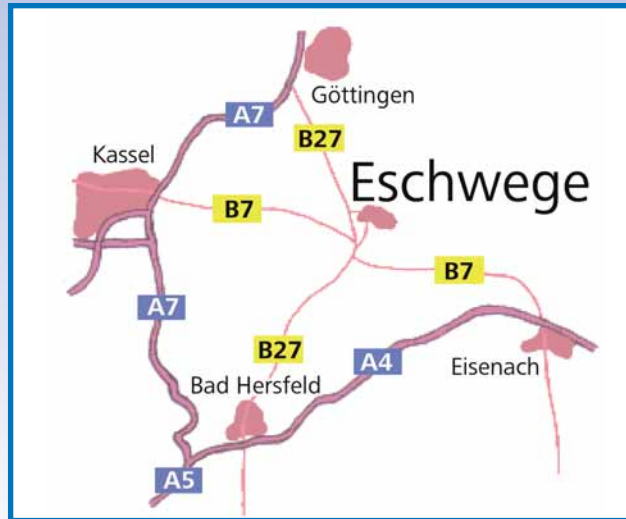 Göttingen
A7
B27
Kassel
Eschwege
B7
B7
A7
B27
A4
Eisenach
Bad Hersfeld
A5